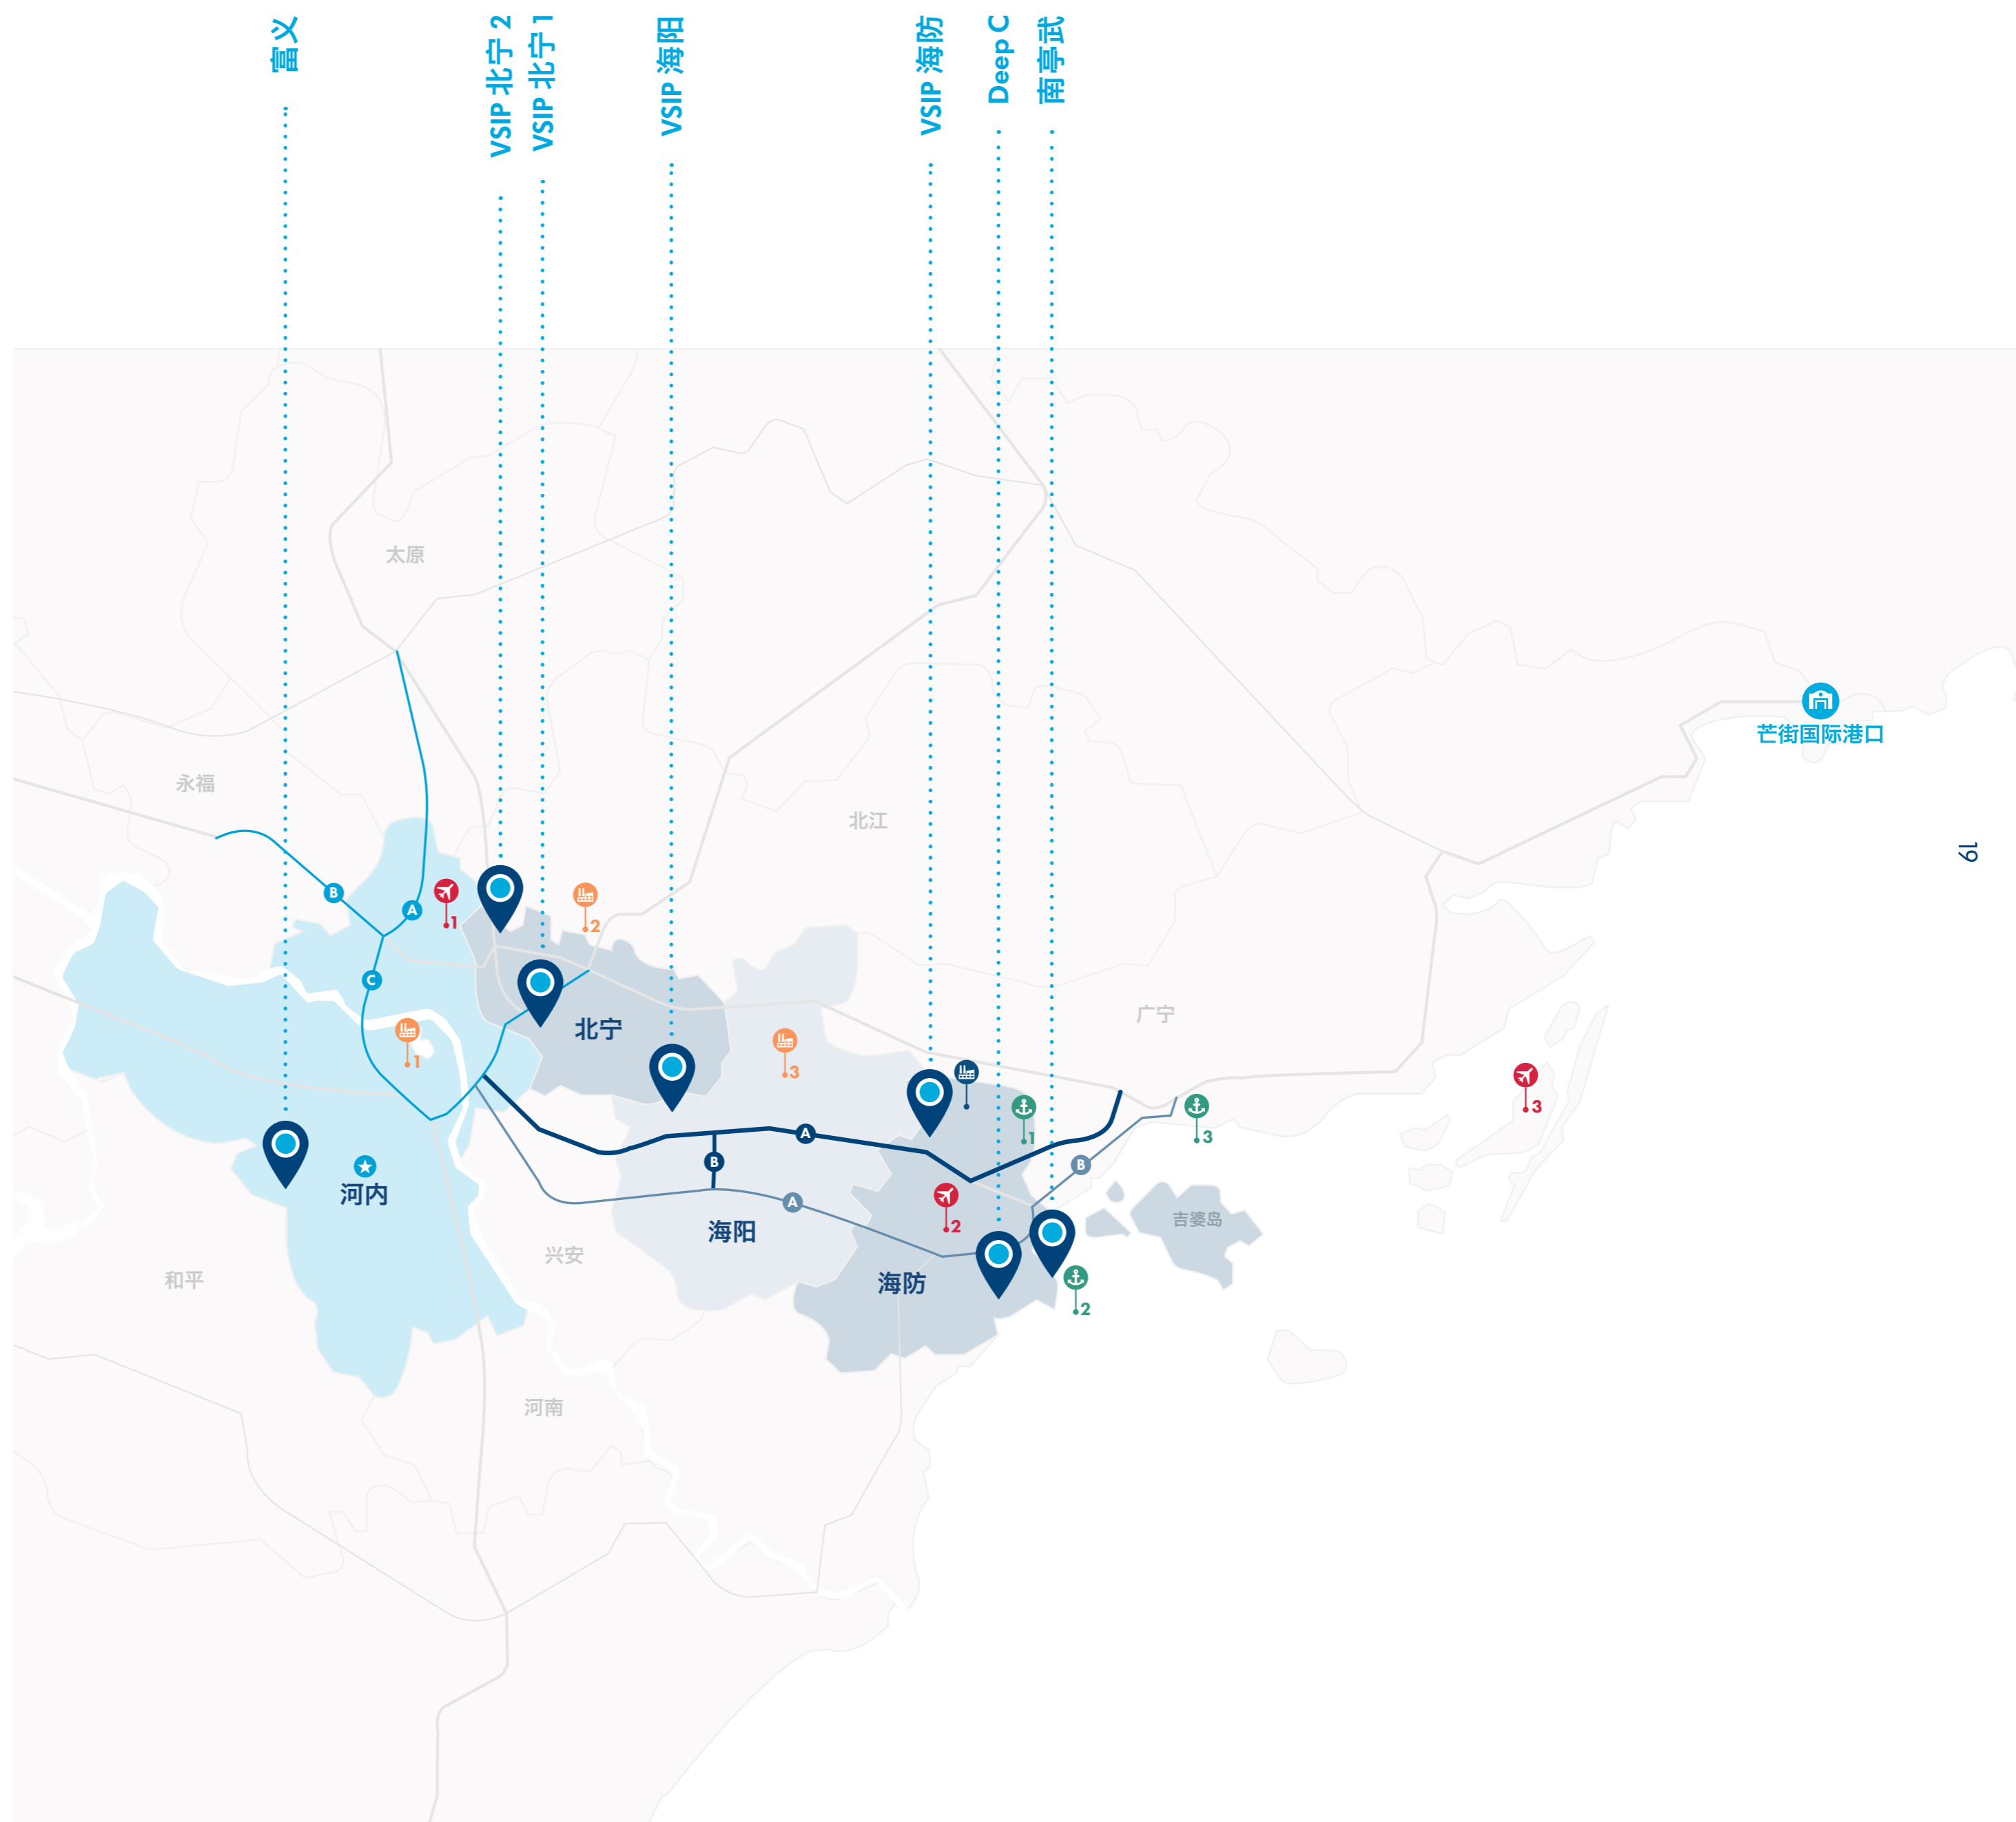 富义
VSIP 北宁 2
VSIP 北宁 1
VSIP 海阳
VSIP 海防
Deep C
南亭武
太原
芒街国际港口
永福
北江
19
B
A
1
2
C
北宁
广宁
1
3
3
1
3
A
B
河内
2
A
B
海阳
吉婆岛
兴安
和平
海防
2
河南